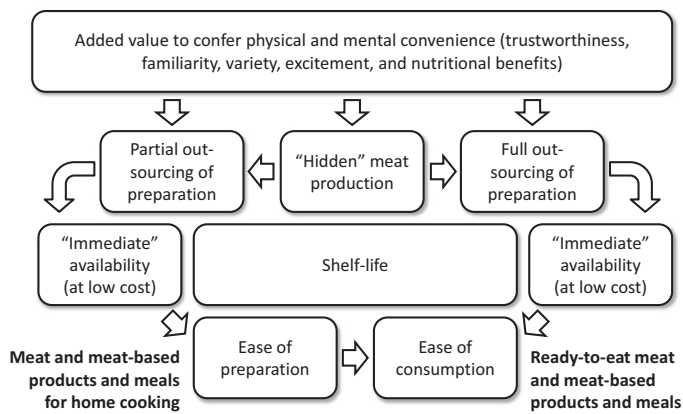 Added value to confer physical and mental convenience (trustworthiness,
familiarity, variety, excitement, and nutritional benefits)
Partial out-
sourcing of
preparation
“Hidden” meat
production
Full out-
sourcing of
preparation
“Immediate”
availability
(at low cost)
Shelf-life
“Immediate”
availability
(at low cost)
Meat and meat-based
products and meals
for home cooking
Ease of
preparation
Ease of
consumption
Ready-to-eat meat
and meat-based
products and meals